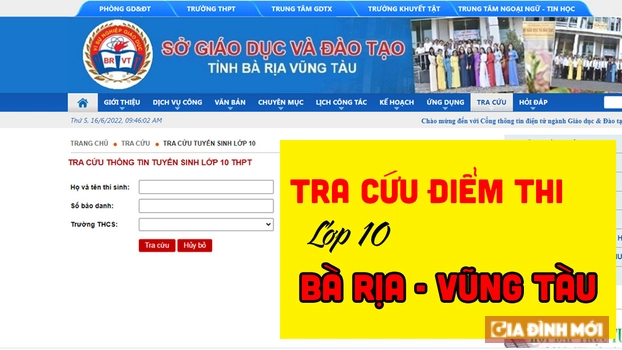 PHÒNG GD&ĐT TRƯỜNG THPT TRUNG TÂM GDTX TRƯỜNG KHUYẾT TẬT TRUNG TÂM NGOẠI NGỮ - TIN HỌC
VÌ SỰ NGHIỆP GIÁO DỤC
BR VT
SỞ GIÁO DỤC VÀ ĐÀO TẠO
TỈNH BÀ RỊA VŨNG TÀU
GIỚI THIỆU DỊCH VỤ CÔNG VĂN BẢN CHUYÊN MỤC LỊCH CÔNG TÁC KẾ HOẠCH ỨNG DỤNG TRA CỨU HỎI ĐÁP
Thứ 5, 16/6/2022, 09:46:02 AM
Chào mừng đến với Cổng thông tin điện tử ngành Giáo dục & Đào tạ
TRANG CHỦ TRA CỨU TRA CỨU TUYỂN SINH LỚP 10
TRA CỨU THÔNG TIN TUYỂN SINH LỚP 10 THPT
Họ và tên thí sinh:
Số báo danh:
Trường THCS:
Tra cứu Hủy bỏ
TRA CỨU ĐIỂM THI
Lớp 10
BÀ RỊA - VŨNG TÀU
GIA ĐÌNH MỚI